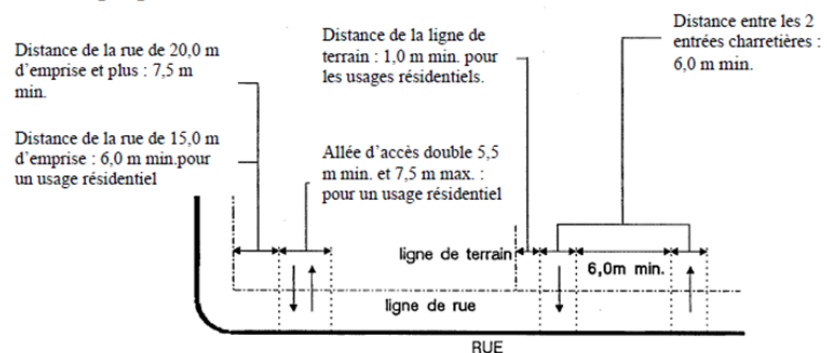 Distance de la rue de 20,0 m
d'emprise et plus : 7,5 m
min.
Distance de la rue de 15,0 m
d'emprise : 6,0 m min.pour
un usage résidentiel
Distance de la ligne de
terrain : 1,0 m min. pour
les usages résidentiels.
Allée d'accès double 5,5
m min. et 7,5 m max. :
pour un usage résidentiel
Distance entre les 2
entrées charretières :
6,0 m min.
ligne de terrain
6,0m min.
ligne de rue
RUE